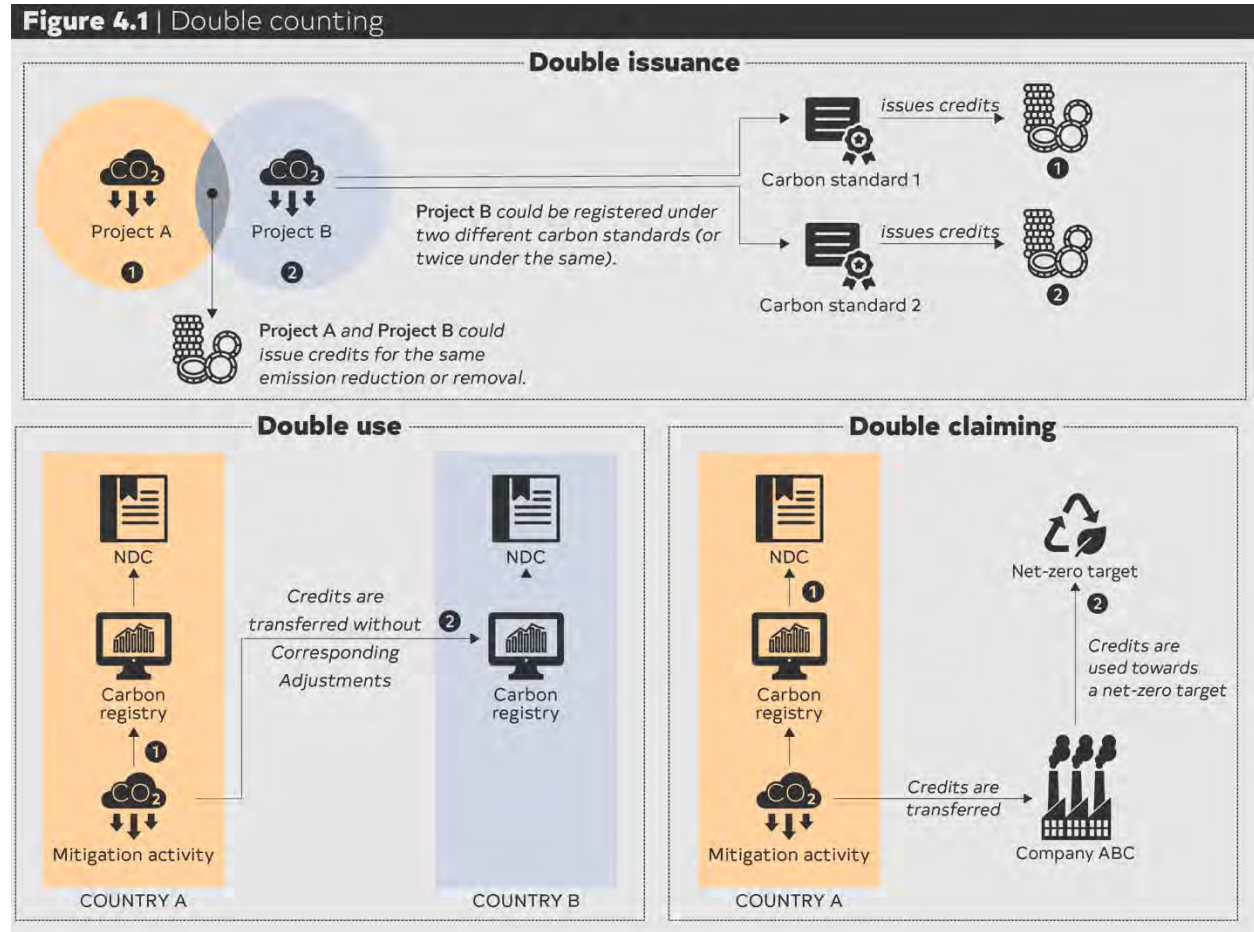 Figure 4.1 | Double counting
Double issuance
CO2
Project A
1
CO2
Project B
2
Project A and Project B could
issue credits for the same
emission reduction or removal.
Project B could be registered under
two different carbon standards (or
twice under the same).
Carbon standard 1
issues credits
1
Carbon standard 2
issues credits
2
Double use
NDC
Carbon
registry
1
CO2
Mitigation activity
COUNTRY A
Credits are
transferred without
Corresponding
Adjustments
2
NDC
Carbon
registry
COUNTRY B
Double claiming
NDC
1
Carbon
registry
CO2
Mitigation activity
COUNTRY A
Credits are
transferred
Net-zero target
2
Credits are
used towards
a net-zero target
Company ABC